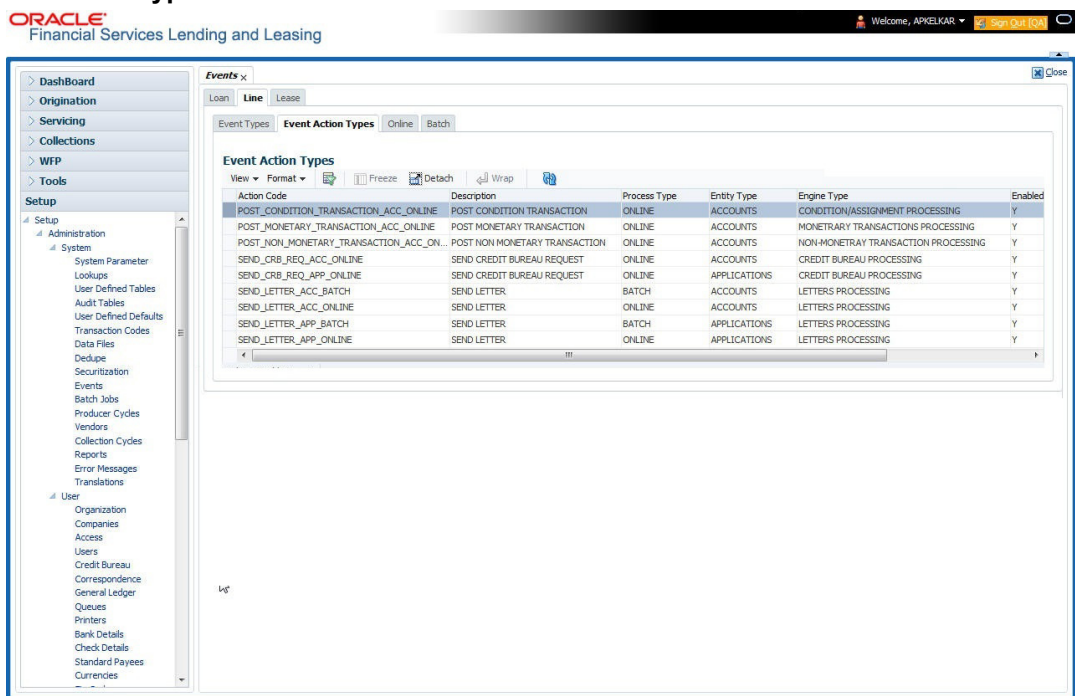 ORACLE
Financial Services Lending and Leasing
Welcome, APKELKAR
Sign Out [QA]
DashBoard
Origination
Servicing
Collections
WFP
Tools
Setup
Setup
Administration
System
System Parameter
Lookups
User Defined Tables
Audit Tables
User Defined Defaults
Transaction Codes
Data Files
Dedupe
Securitization
Events
Batch Jobs
Producer Cycles
Vendors
Collection Cycles
Reports
Error Messages
Translations
User
Organization
Companies
Access
Users
Credit Bureau
Correspondence
General Ledger
Queues
Printers
Bank Details
Check Details
Standard Payees
Currencies
Events
Close
Loan Line Lease
Event Types Event Action Types Online Batch
Event Action Types
View Format Freeze Detach Wrap
Action Code Description Process Type Entity Type Engine Type Enabled
POST_CONDITION_TRANSACTION_ACC_ONLINE POST CONDITION TRANSACTION ONLINE ACCOUNTS CONDITION/ASSIGNMENT PROCESSING Y
POST_MONETARY_TRANSACTION_ACC_ONLINE POST MONETARY TRANSACTION ONLINE ACCOUNTS MONETRARY TRANSACTIONS PROCESSING Y
POST_NON_MONETARY_TRANSACTION_ACC_ON... POST NON MONETARY TRANSACTION ONLINE ACCOUNTS NON-MONETRAY TRANSACTION PROCESSING Y
SEND_CRB_REQ_ACC_ONLINE SEND CREDIT BUREAU REQUEST ONLINE ACCOUNTS CREDIT BUREAU PROCESSING Y
SEND_CRB_REQ_APP_ONLINE SEND CREDIT BUREAU REQUEST ONLINE APPLICATIONS CREDIT BUREAU PROCESSING Y
SEND_LETTER_ACC_BATCH SEND LETTER BATCH ACCOUNTS LETTERS PROCESSING Y
SEND_LETTER_ACC_ONLINE SEND LETTER ONLINE ACCOUNTS LETTERS PROCESSING Y
SEND_LETTER_APP_BATCH SEND LETTER BATCH APPLICATIONS LETTERS PROCESSING Y
SEND_LETTER_APP_ONLINE SEND LETTER ONLINE APPLICATIONS LETTERS PROCESSING Y